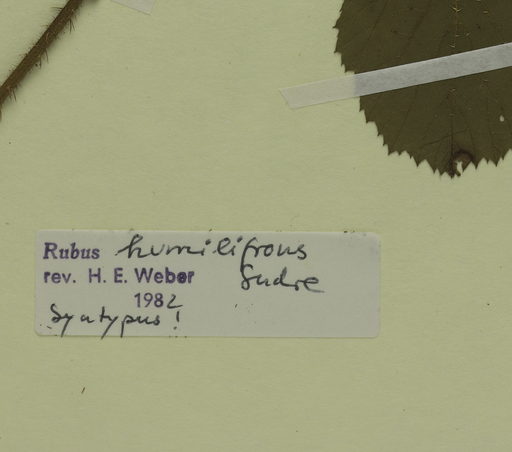 Rubus humilifrons
rev. H. E. Weber Sudre
1982
Syntypus!